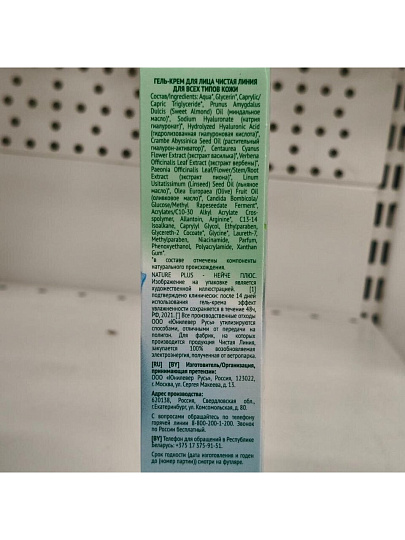 ГЕЛЬ-КРЕМ ДЛЯ ЛИЦА ЧИСТАЯ ЛИНИЯ
ДЛЯ ВСЕХ ТИПОВ КОЖИ
Состав/Ingredients: Aqua*, Glycerin*, Caprylic/
Capric Triglyceride*, Prunus Amygdalus
Dulcis (Sweet Almond) Oil (миндальное
масло)*, Sodium Hyaluronate (натрия
гиалуронат)*, Hydrolyzed Hyaluronic Acid
(гидролизованная гиалуроновая кислота)*,
Crambe Abyssinica Seed Oil (растительный
гиалурон-активатор)*, Centaurea Cyanus
Flower Extract (экстракт василька)*, Verbena
Officinalis Leaf Extract (экстракт вербены)*,
Paeonia Officinalis Leaf/Flower/Stem/Root
Extract (экстракт пиона)*, Linum
Usitatissimum (Linseed) Seed Oil (льняное
масло)*, Olea Europaea (Olive) Fruit Oil
(оливковое масло)*, Candida Bombicola/
Glucose/Methyl Rapeseedate Ferment*,
Acrylates/C10-30 Alkyl Acrylate Cros-
spolymer, Allantoin, Arginine*, C13-14
Isoalkane, Caprylyl Glycol, Ethylparaben,
Glycereth-2 Cocoate*, Glycine*, Laureth-7,
Methylparaben, Niacinamide, Parfum,
Phenoxyethanol, Polyacrylamide, Xanthan
Gum*.
*в составе отмечены компоненты
натурального происхождения.
NATURE PLUS - НЕЙЧЕ ПЛЮС.
Изображение на упаковке является
художественной иллюстрацией. [1]
подтверждено клинически: после 14 дней
использования гель-крема эффект
увлажненности сохраняется в течение 48ч,
РФ, 2021. [] Все производственные отходы
ООО «Юнилевер Русь» утилизируются
способами, отличными от передачи на
полигон. Для фабрик, на которых
производится продукция Чистая Линия,
закупается 100% возобновляемая
электроэнергия, полученная от ветропарка.
[RU] [BY] Изготовитель/Организация,
принимающая претензии:
ООО «Юнилевер Русь», Россия, 123022,
г. Москва, ул. Сергея Макеева, д. 13.
Адрес производства:
620138, Россия, Свердловская обл.,
г.Екатеринбург, ул. Комсомольская, д. 80.
С вопросами обращайтесь по телефону
горячей линии 8-800-200-1-200. Звонок
по России бесплатный.
[BY] Телефон для обращений в Республике
Беларусь: +375 17 375-91-51.
Срок годности (дата изготовления и годен
до (номер партии)) смотри на футляре.